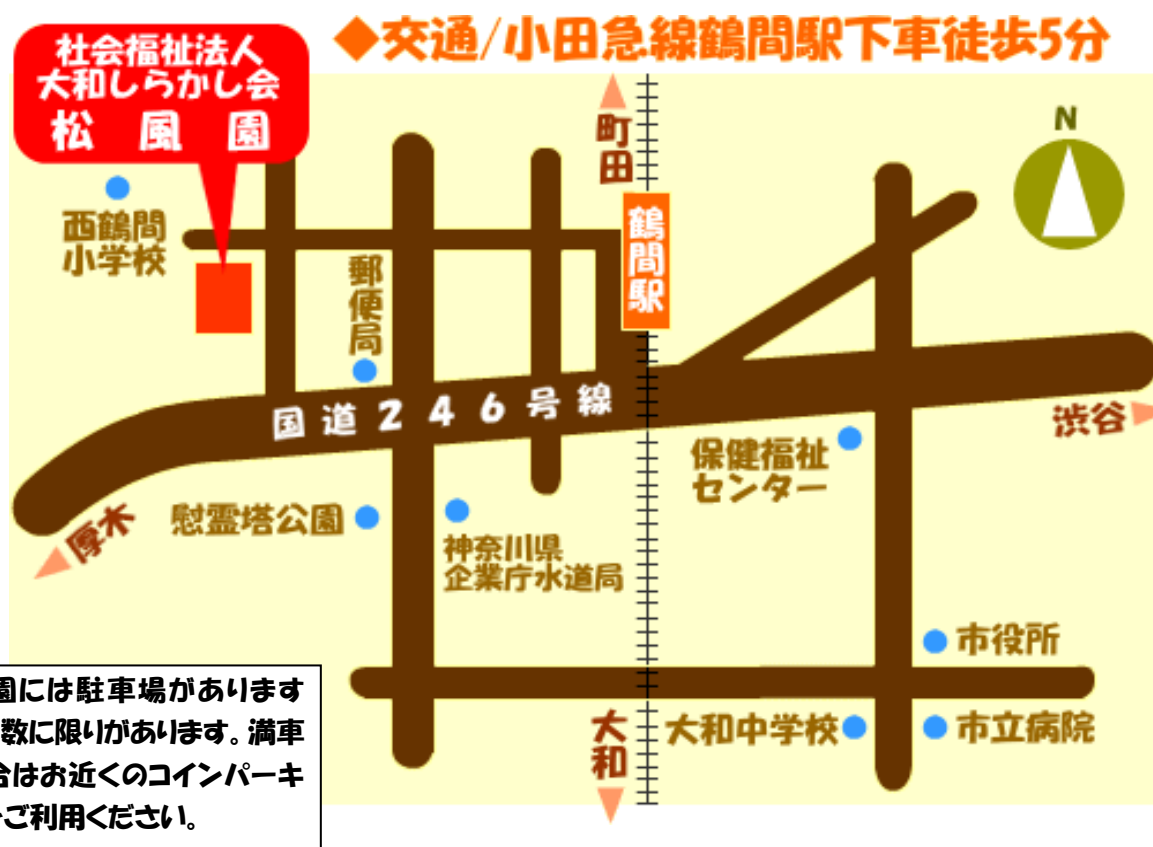 ◆交通/小田急線鶴間駅下車徒歩5分
社会福祉法人
大和しらかし会
松風園
町田
N
西鶴間
小学校
鶴間駅
郵便局
国道246号線
渋谷
保健福祉
センター
厚木
慰霊塔公園
神奈川県
企業庁水道局
市役所
園には駐車場があります
数に限りがあります。満車
合はお近くのコインパーキ
ご利用ください。
大和
大和中学校
市立病院